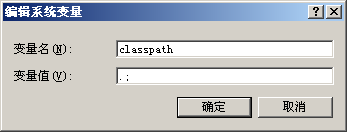 编辑系统变量
变量名(N): classpath
变量值(V): .;
确定 取消